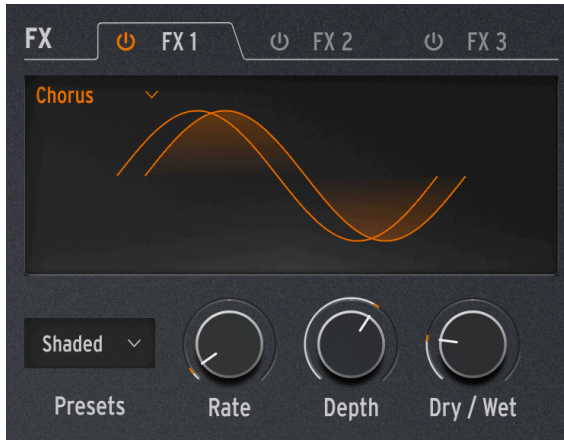 FX FX 1 FX 2 FX 3
Chorus
Shaded
Presets Rate Depth Dry / Wet